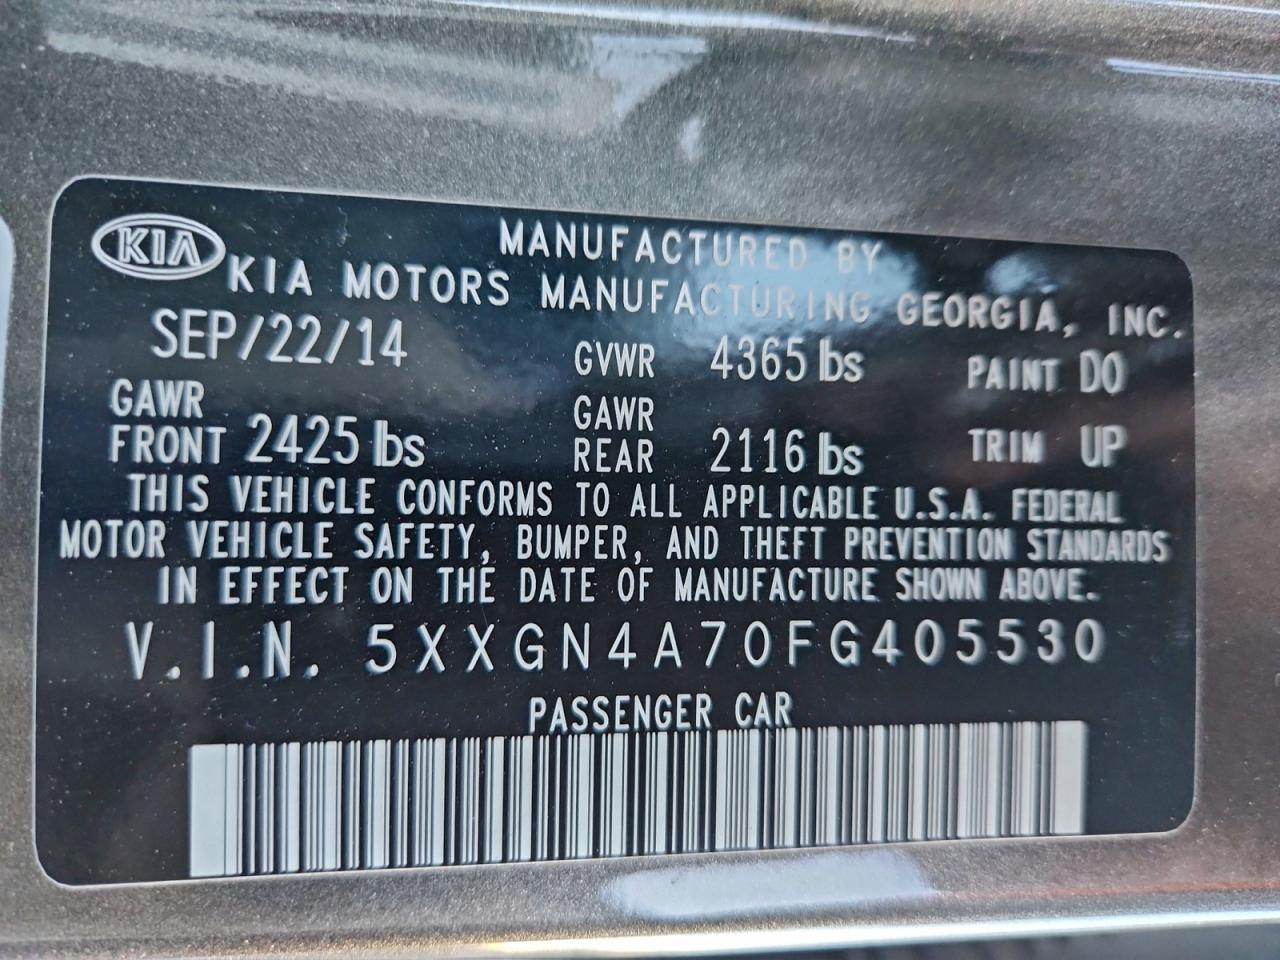 MANUFACTURED BY
KIA KIA MOTORS MANUFACTURING GEORGIA, INC.
SEP/22/14 GVWR 4365 lbs PAINT D0
GAWR FRONT 2425 lbs GAWR REAR 2116 lbs TRIM UP
THIS VEHICLE CONFORMS TO ALL APPLICABLE U.S.A. FEDERAL
MOTOR VEHICLE SAFETY, BUMPER, AND THEFT PREVENTION STANDARDS
IN EFFECT ON THE DATE OF MANUFACTURE SHOWN ABOVE.
V.I.N. 5XXGN4A70FG405530
PASSENGER CAR